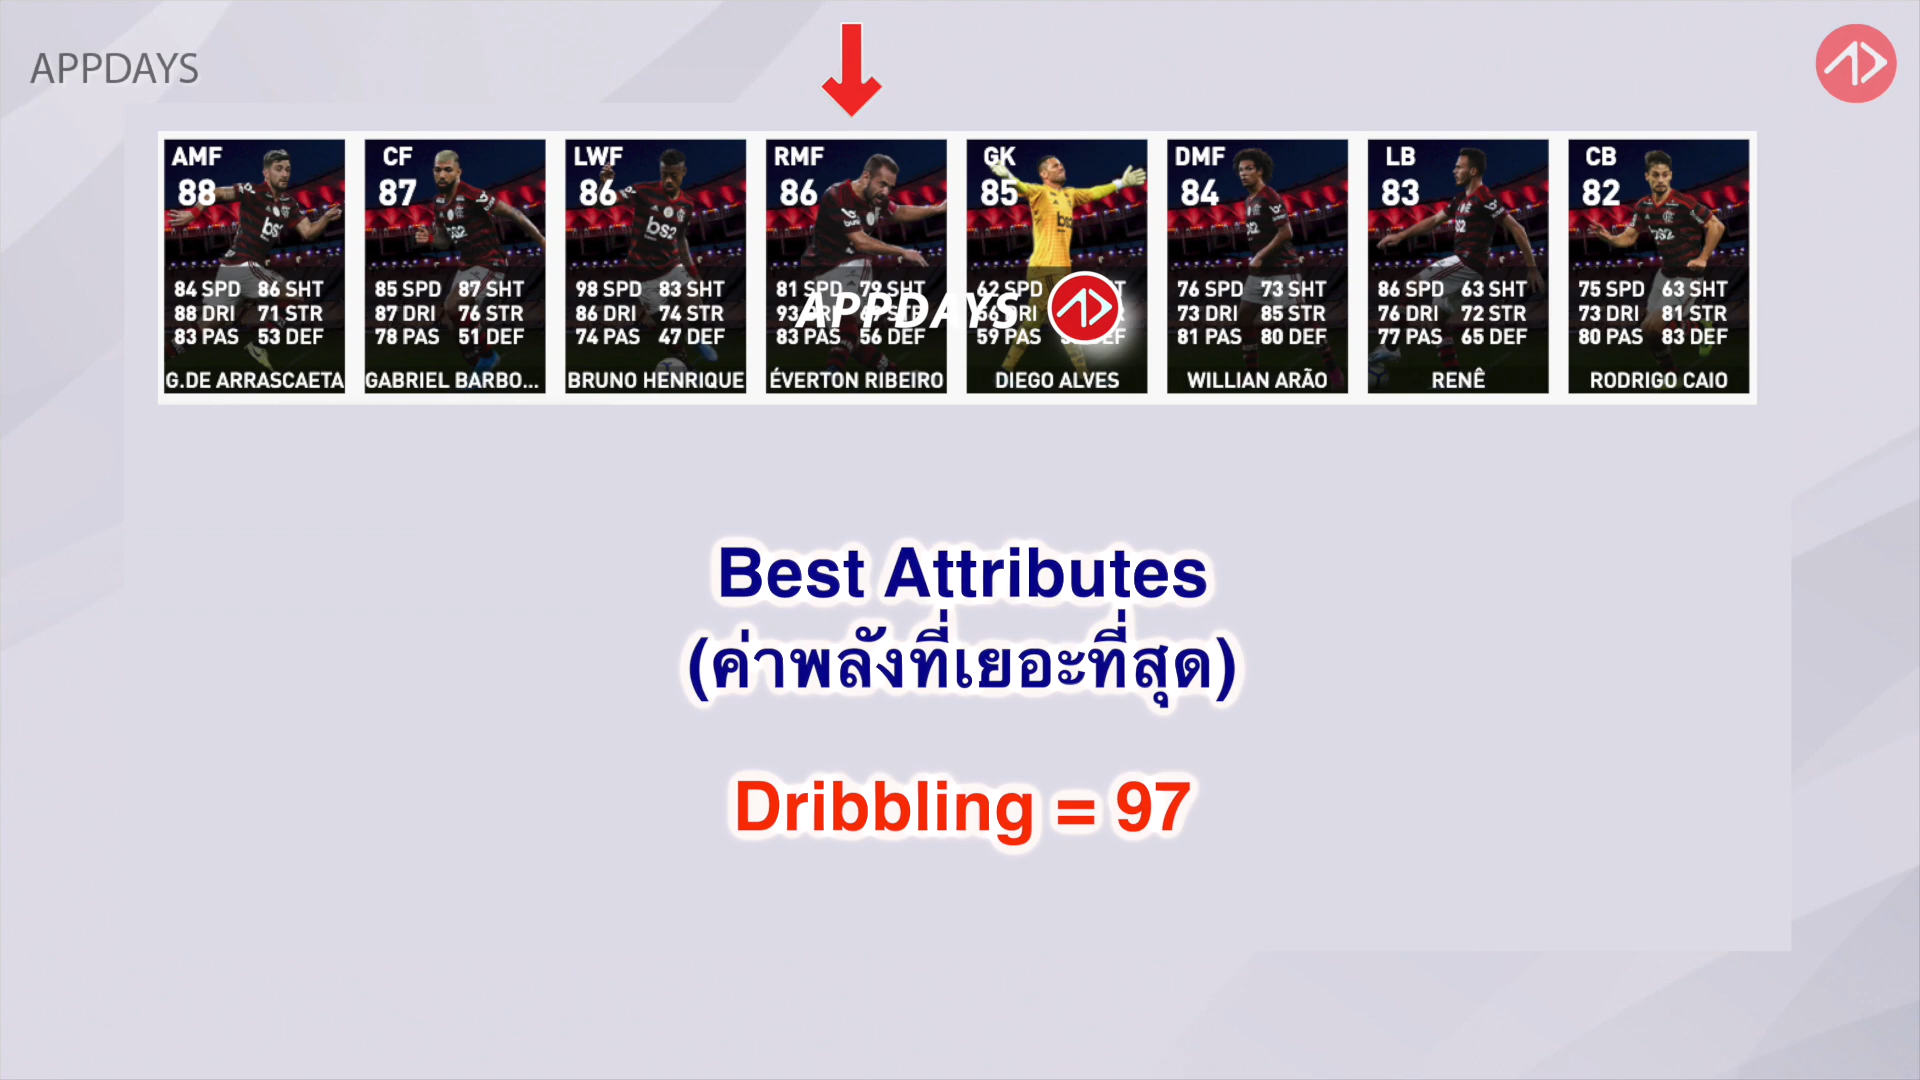 APPDAYS
AMF CF LWF RMF GK DMF LB CB
88 87 86 86 85 84 83 82
84 SPD 86 SHT 85 SPD 87 SHT 98 SPD 83 SHT 81 SPD 79 SHT 62 SPD 76 SPD 73 SHT 86 SPD 63 SHT 75 SPD 63 SHT
88 DRI 71 STR 87 DRI 76 STR 86 DRI 74 STR 93 STR 73 DRI 85 STR 76 DRI 72 STR 73 DRI 81 STR
83 PAS 53 DEF 78 PAS 51 DEF 74 PAS 47 DEF 83 PAS 56 DEF 59 PAS DEF 81 PAS 80 DEF 77 PAS 65 DEF 80 PAS 83 DEF
APPDAYS
G.DE ARRASCAETA GABRIEL BARBO... BRUNO HENRIQUE ÉVERTON RIBEIRO DIEGO ALVES WILLIAN ARÃO RENÊ RODRIGO CAIO
Best Attributes
(ค่าพลังที่เยอะที่สุด)
Dribbling = 97